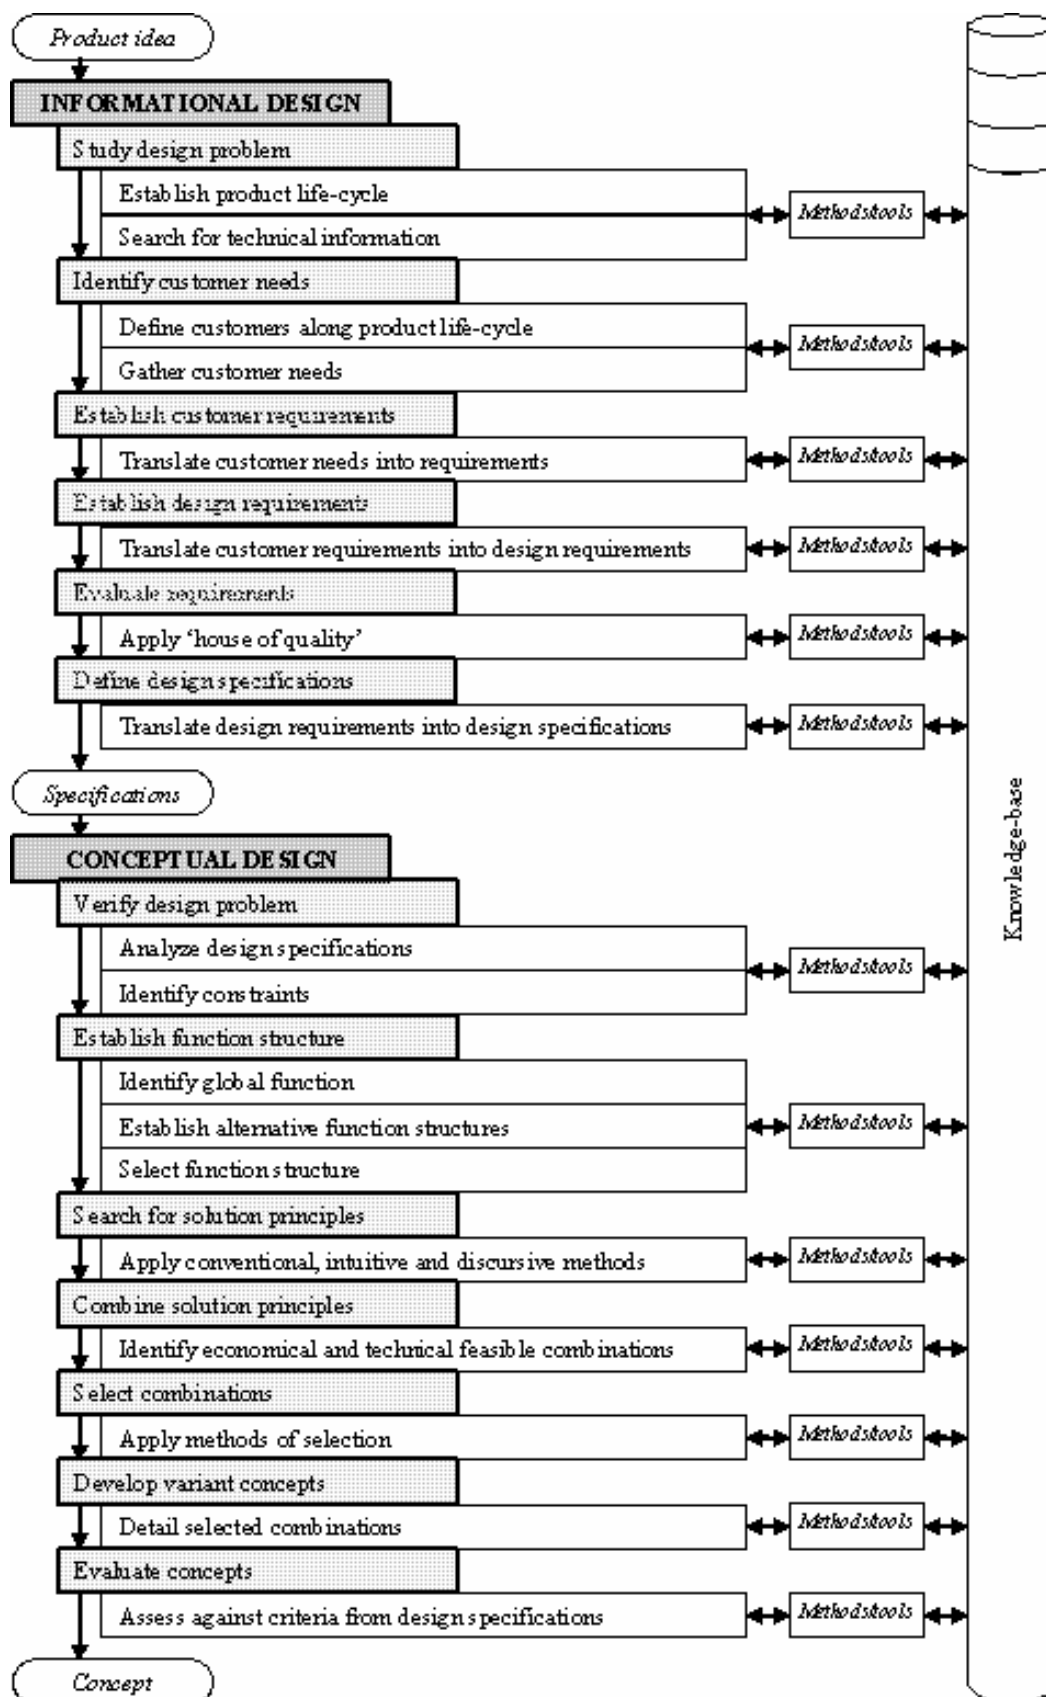 Product idea
INFORMATIONAL DESIGN
Study design problem
Establish product life-cycle
Methods/tools
Search for technical information
Identify customer needs
Define customers along product life-cycle
Methods/tools
Gather customer needs
Establish customer requirements
Translate customer needs into requirements
Methods/tools
Establish design requirements
Translate customer requirements into design requirements
Methods/tools
Evaluate requirements
Apply ‘house of quality’
Methods/tools
Define design specifications
Translate design requirements into design specifications
Methods/tools
Specifications
Knowledge-base
CONCEPTUAL DESIGN
Verify design problem
Analyze design specifications
Methods/tools
Identify constraints
Establish function structure
Identify global function
Establish alternative function structures
Methods/tools
Select function structure
Search for solution principles
Apply conventional, intuitive and discursive methods
Methods/tools
Combine solution principles
Identify economical and technical feasible combinations
Methods/tools
Select combinations
Apply methods of selection
Methods/tools
Develop variant concepts
Detail selected combinations
Methods/tools
Evaluate concepts
Assess against criteria from design specifications
Methods/tools
Concept